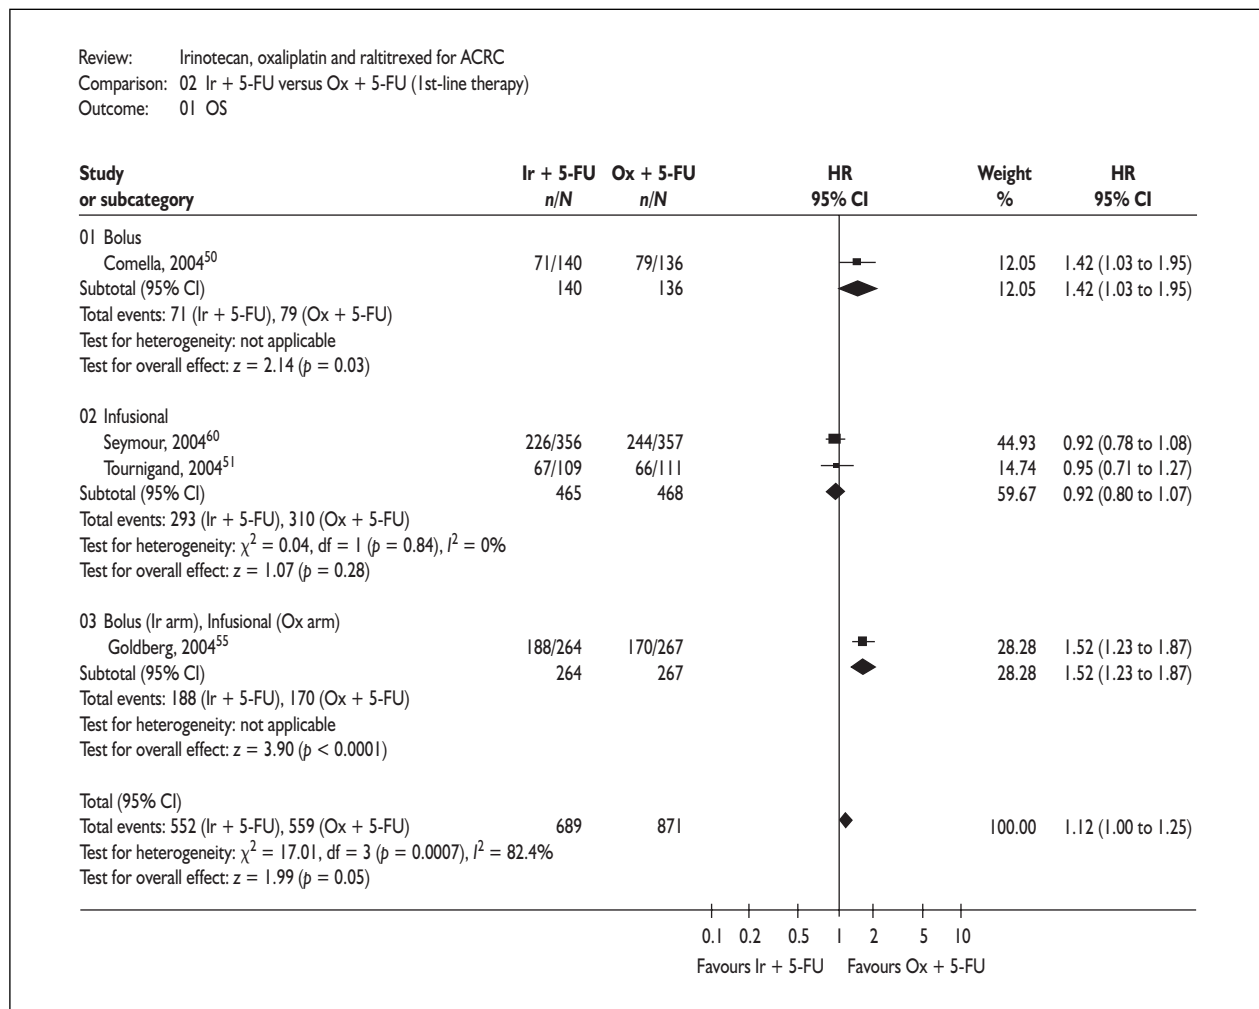 Review: Irinotecan, oxaliplatin and raltitrexed for ACRC
Comparison: 02 Ir + 5-FU versus Ox + 5-FU (1st-line therapy)
Outcome: 01 OS
Study Ir + 5-FU Ox + 5-FU HR Weight HR
or subcategory n/N n/N 95% CI % 95% CI
01 Bolus
Comella, 2004⁵⁰ 71/140 79/136 12.05 1.42 (1.03 to 1.95)
Subtotal (95% CI) 140 136 12.05 1.42 (1.03 to 1.95)
Total events: 71 (Ir + 5-FU), 79 (Ox + 5-FU)
Test for heterogeneity: not applicable
Test for overall effect: z = 2.14 (p = 0.03)
02 Infusional
Seymour, 2004⁶⁰ 226/356 244/357 44.93 0.92 (0.78 to 1.08)
Tournigand, 2004⁵¹ 67/109 66/111 14.74 0.95 (0.71 to 1.27)
Subtotal (95% CI) 465 468 59.67 0.92 (0.80 to 1.07)
Total events: 293 (Ir + 5-FU), 310 (Ox + 5-FU)
Test for heterogeneity: χ² = 0.04, df = 1 (p = 0.84), I² = 0%
Test for overall effect: z = 1.07 (p = 0.28)
03 Bolus (Ir arm), Infusional (Ox arm)
Goldberg, 2004⁵⁵ 188/264 170/267 28.28 1.52 (1.23 to 1.87)
Subtotal (95% CI) 264 267 28.28 1.52 (1.23 to 1.87)
Total events: 188 (Ir + 5-FU), 170 (Ox + 5-FU)
Test for heterogeneity: not applicable
Test for overall effect: z = 3.90 (p < 0.0001)
Total (95% CI)
Total events: 552 (Ir + 5-FU), 559 (Ox + 5-FU) 689 871 100.00 1.12 (1.00 to 1.25)
Test for heterogeneity: χ² = 17.01, df = 3 (p = 0.0007), I² = 82.4%
Test for overall effect: z = 1.99 (p = 0.05)
0.1 0.2 0.5 1 2 5 10
Favours Ir + 5-FU Favours Ox + 5-FU